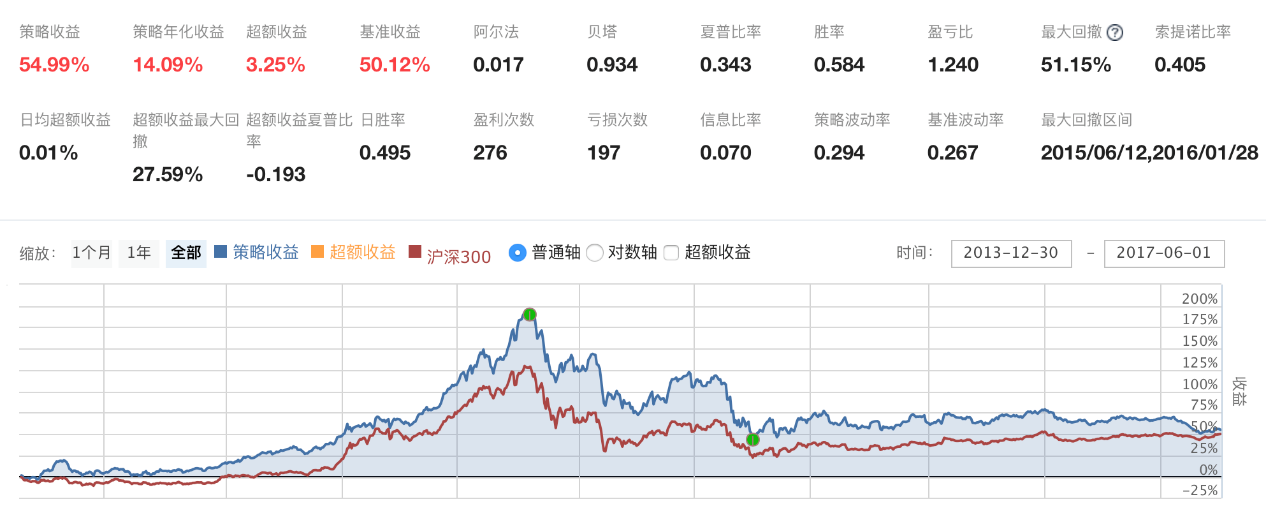 策略收益 策略年化收益 超额收益 基准收益 阿尔法 贝塔 夏普比率 胜率 盈亏比 最大回撤 ? 索提诺比率
54.99% 14.09% 3.25% 50.12% 0.017 0.934 0.343 0.584 1.240 51.15% 0.405
日均超额收益 超额收益最大回撤 超额收益夏普比率 日胜率 盈利次数 亏损次数 信息比率 策略波动率 基准波动率 最大回撤区间
0.01% 27.59% -0.193 0.495 276 197 0.070 0.294 0.267 2015/06/12,2016/01/28
缩放: 1个月 1年 全部 策略收益 超额收益 沪深300 普通轴 对数轴 超额收益 时间: 2013-12-30 – 2017-06-01
200%
175%
150%
125%
100%
75%
50%
25%
0%
-25%
收益